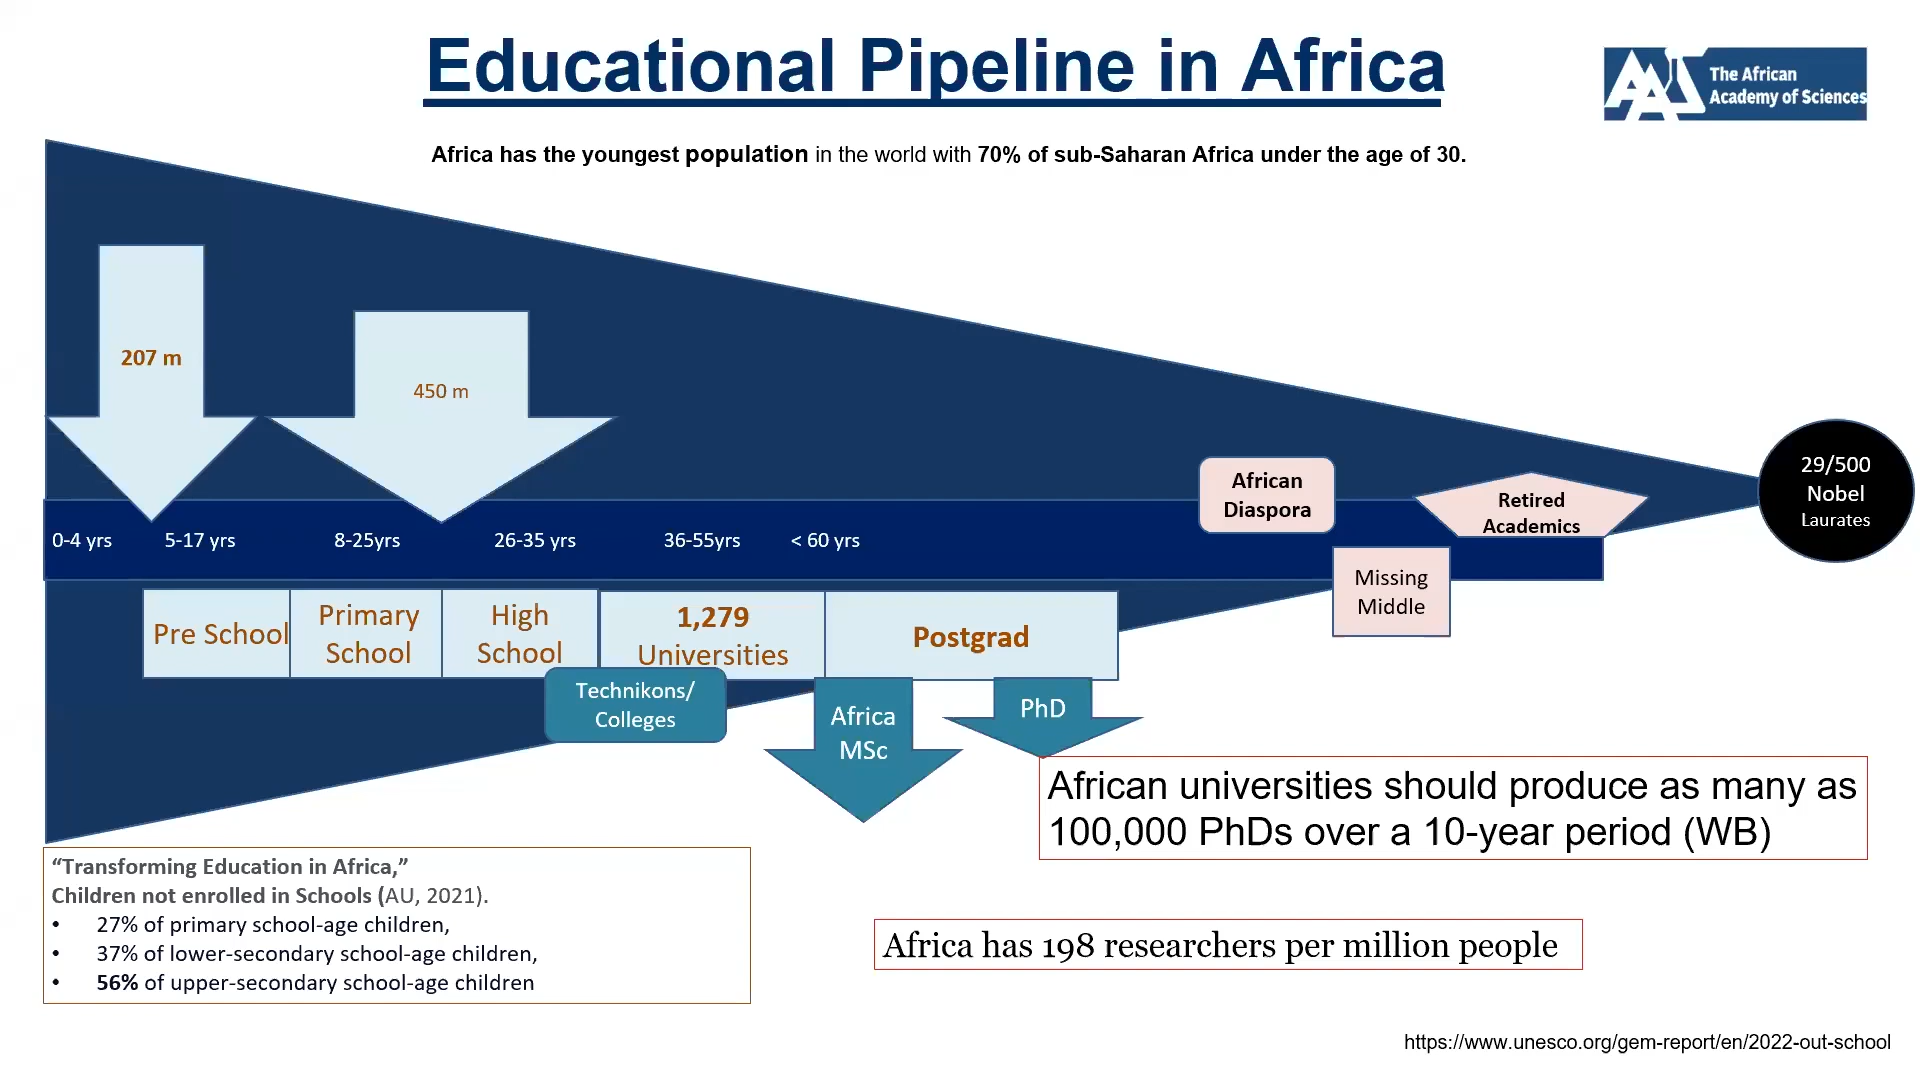 Educational Pipeline in Africa
The African
Academy of Sciences
Africa has the youngest population in the world with 70% of sub-Saharan Africa under the age of 30.
207 m
450 m
African
Diaspora
Retired
Academics
29/500
Nobel
Laurates
0-4 yrs
5-17 yrs
8-25yrs
26-35 yrs
36-55yrs
< 60 yrs
Missing
Middle
Pre School
Primary
School
High
School
1,279
Universities
Postgrad
Technikons/
Colleges
Africa
MSc
PhD
African universities should produce as many as
100,000 PhDs over a 10-year period (WB)
“Transforming Education in Africa,”
Children not enrolled in Schools (AU, 2021).
• 27% of primary school-age children,
• 37% of lower-secondary school-age children,
• 56% of upper-secondary school-age children
Africa has 198 researchers per million people
https://www.unesco.org/gem-report/en/2022-out-school